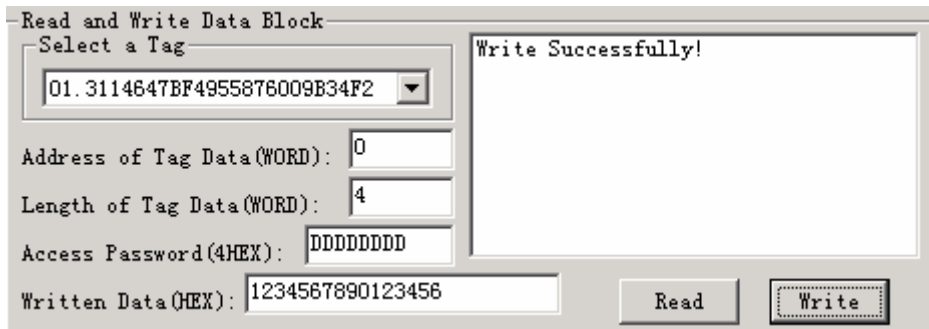 Read and Write Data Block
Select a Tag
01.3114647BF4955876009B34F2
Write Successfully!
Address of Tag Data(WORD): 0
Length of Tag Data(WORD): 4
Access Password(4HEX): DDDDDDDD
Written Data(HEX): 1234567890123456
Read
Write